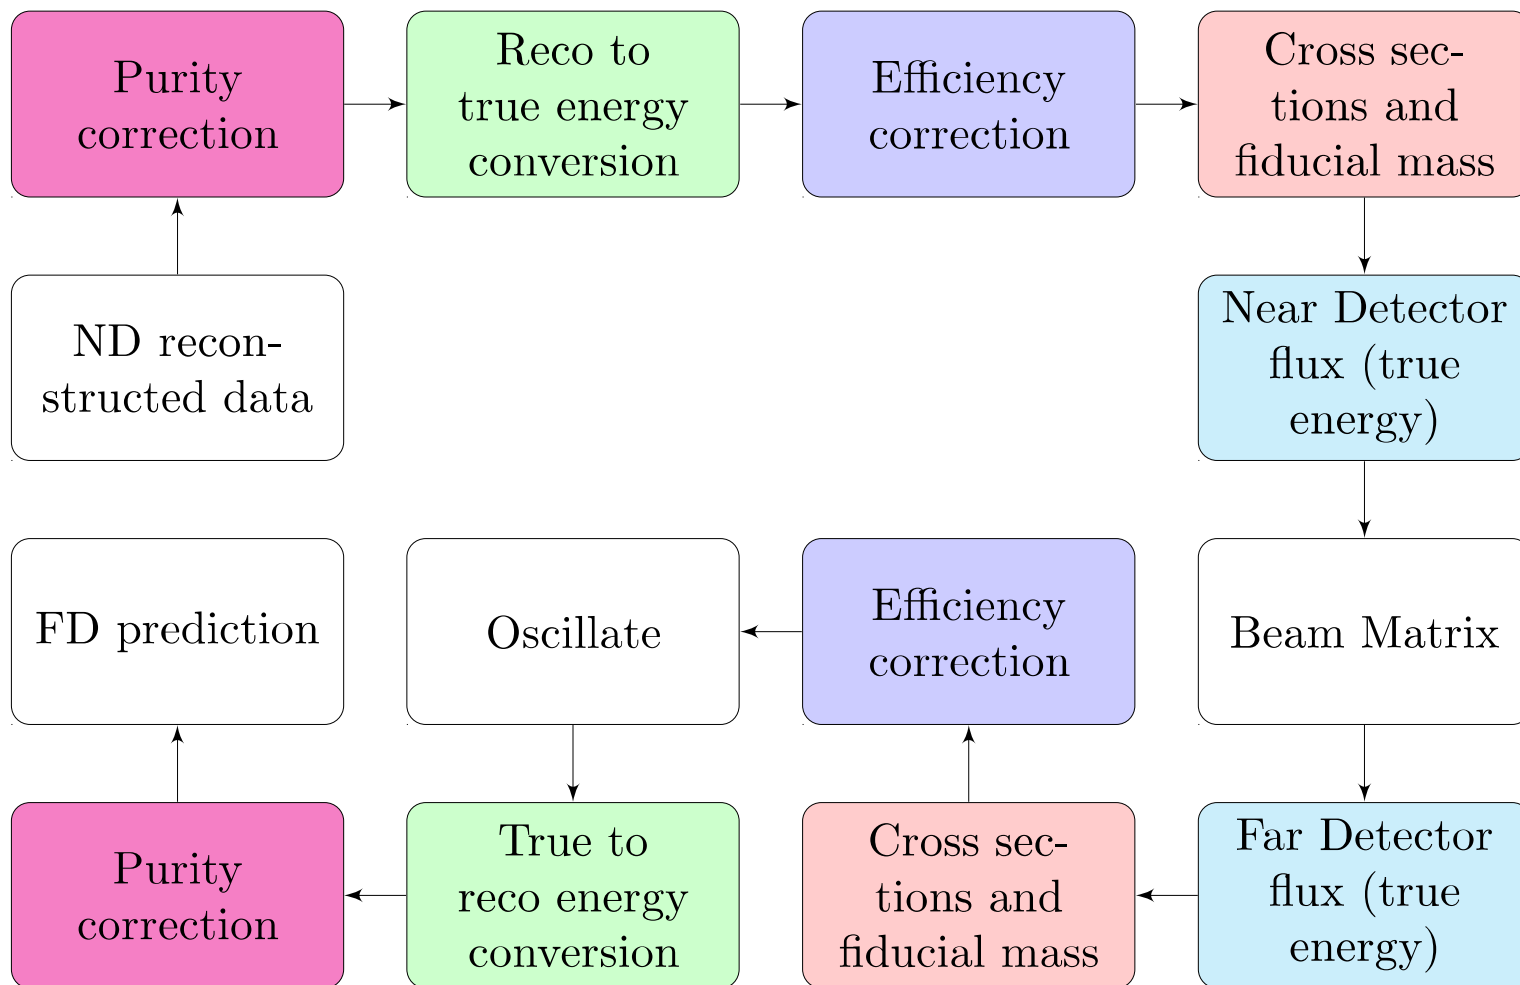 Purity
correction
Reco to
true energy
conversion
Efficiency
correction
Cross sec-
tions and
fiducial mass
ND recon-
structed data
Near Detector
flux (true
energy)
FD prediction
Oscillate
Efficiency
correction
Beam Matrix
Purity
correction
True to
reco energy
conversion
Cross sec-
tions and
fiducial mass
Far Detector
flux (true
energy)